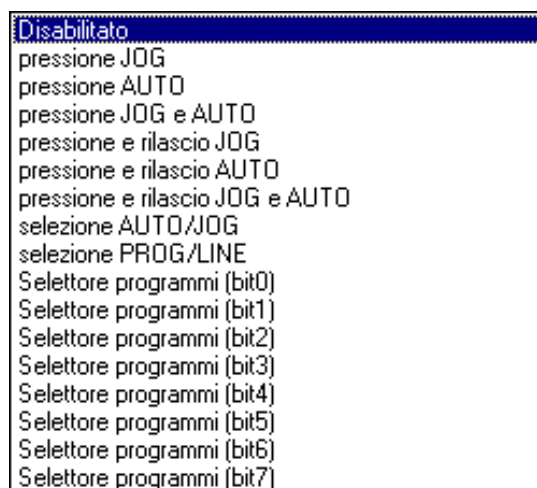 Disabilitato
pressione JOG
pressione AUTO
pressione JOG e AUTO
pressione e rilascio JOG
pressione e rilascio AUTO
pressione e rilascio JOG e AUTO
selezione AUTO/JOG
selezione PROG/LINE
Selettore programmi (bit0)
Selettore programmi (bit1)
Selettore programmi (bit2)
Selettore programmi (bit3)
Selettore programmi (bit4)
Selettore programmi (bit5)
Selettore programmi (bit6)
Selettore programmi (bit7)